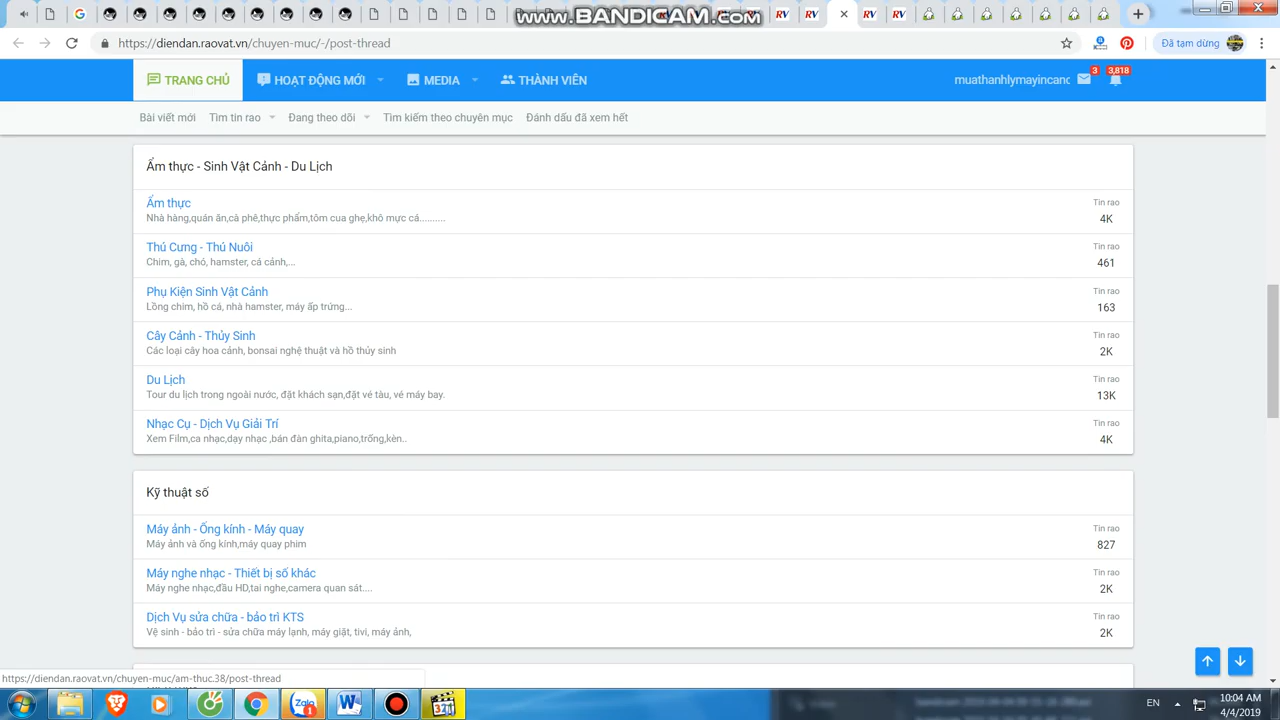 www.BANDICAM.com
https://diendan.raovat.vn/chuyen-muc/-/post-thread
Đã tạm dừng
TRANG CHỦ
HOẠT ĐỘNG MỚI
MEDIA
THÀNH VIÊN
muathanhlymayincanc
3
3,818
Bài viết mới
Tìm tin rao
Đang theo dõi
Tìm kiếm theo chuyên mục
Đánh dấu đã xem hết
Ẩm thực - Sinh Vật Cảnh - Du Lịch
Ẩm thực
Nhà hàng,quán ăn,cà phê,thực phẩm,tôm cua ghẹ,khô mực cá..........
Tin rao
4K
Thú Cưng - Thú Nuôi
Chim, gà, chó, hamster, cá cảnh,...
Tin rao
461
Phụ Kiện Sinh Vật Cảnh
Lồng chim, hồ cá, nhà hamster, máy ấp trứng...
Tin rao
163
Cây Cảnh - Thủy Sinh
Các loại cây hoa cảnh, bonsai nghệ thuật và hồ thủy sinh
Tin rao
2K
Du Lịch
Tour du lịch trong ngoài nước, đặt khách sạn,đặt vé tàu, vé máy bay.
Tin rao
13K
Nhạc Cụ - Dịch Vụ Giải Trí
Xem Film,ca nhạc,dạy nhạc ,bán đàn ghita,piano,trống,kèn..
Tin rao
4K
Kỹ thuật số
Máy ảnh - Ống kính - Máy quay
Máy ảnh và ống kính,máy quay phim
Tin rao
827
Máy nghe nhạc - Thiết bị số khác
Máy nghe nhạc,đầu HD,tai nghe,camera quan sát....
Tin rao
2K
Dịch Vụ sửa chữa - bảo trì KTS
Vệ sinh - bảo trì - sửa chữa máy lạnh, máy giặt, tivi, máy ảnh,
Tin rao
2K
https://diendan.raovat.vn/chuyen-muc/am-thuc.38/post-thread
Zalo
1
321
EN
10:04 AM
4/4/2019